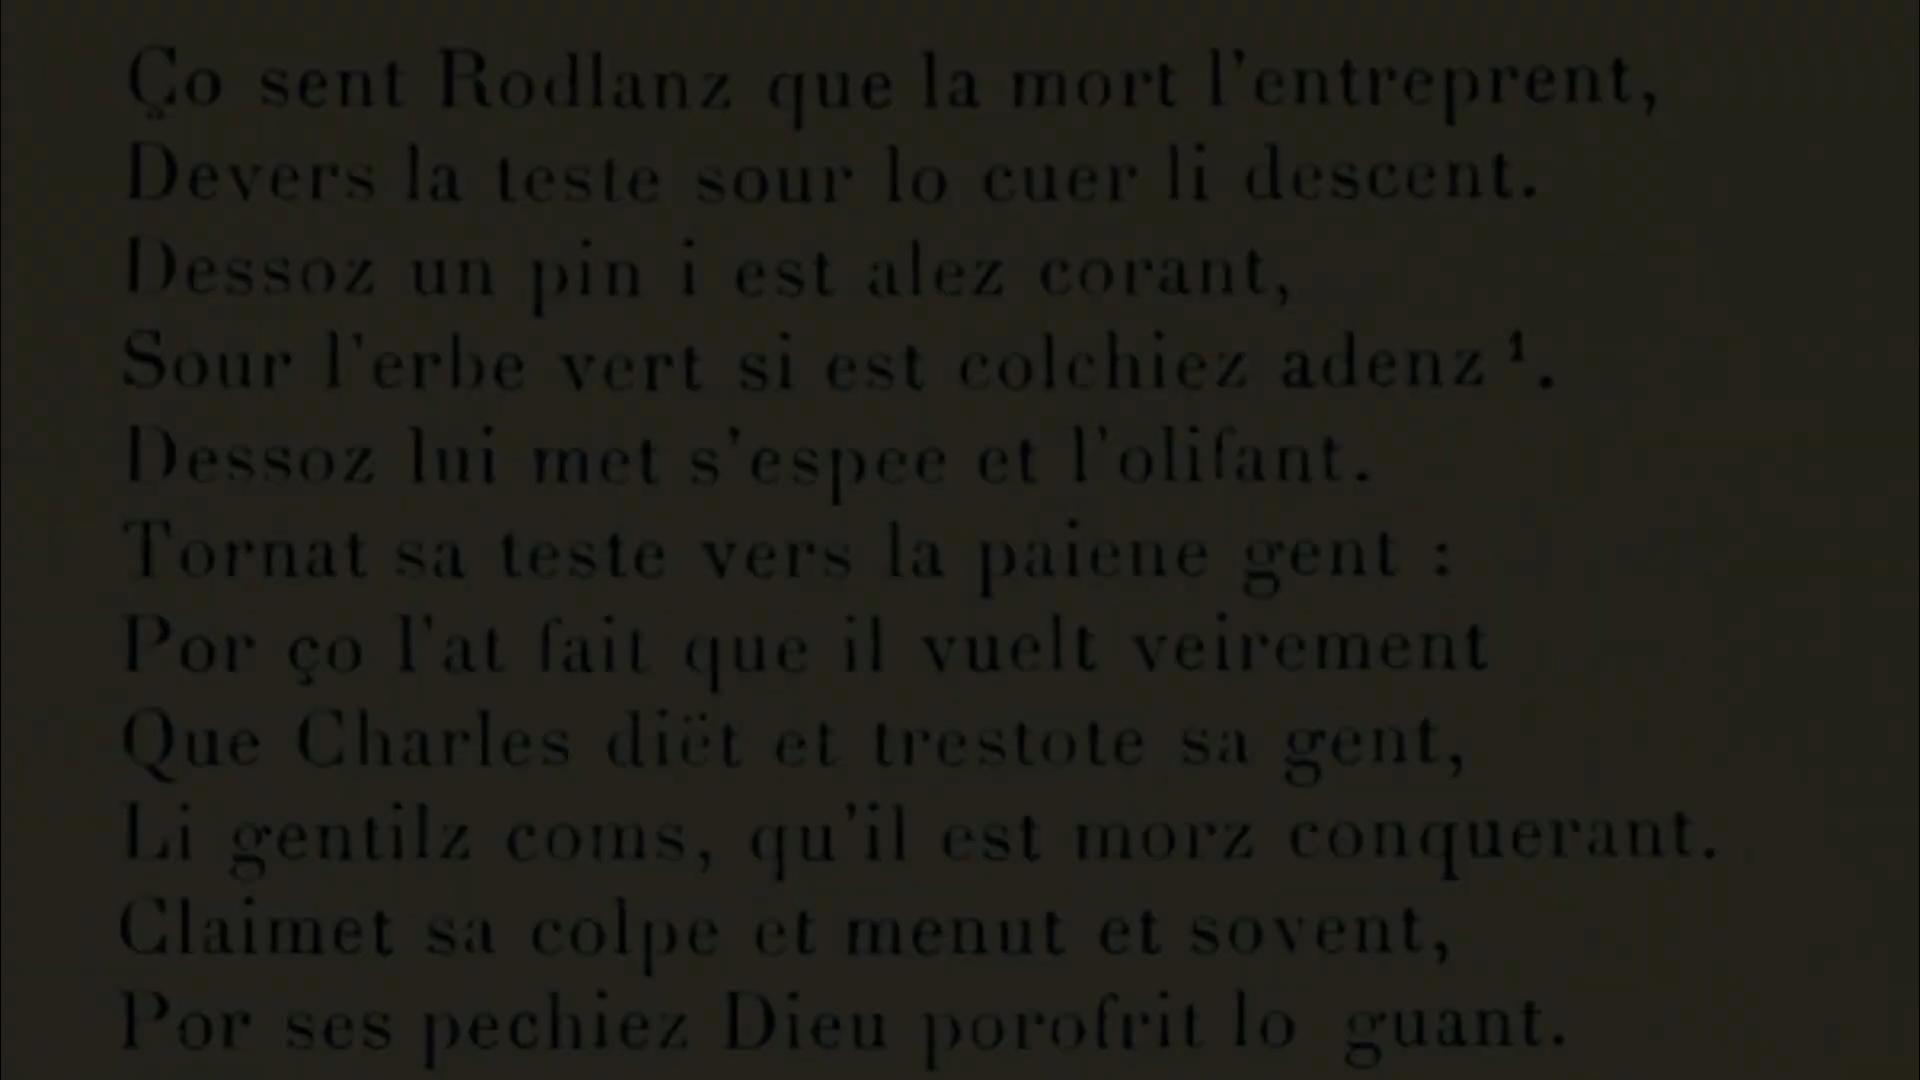 Ço sent Rodlanz que la mort l'entreprent,
Devers la teste sour lo cuer li descent.
Dessoz un pin i est alez corant,
Sour l'erbe vert si est colchiez adenz ¹.
Dessoz lui met s'espee et l'olifant.
Tornat sa teste vers la paiene gent :
Por ço l'at fait que il vuelt veirement
Que Charles diët et trestote sa gent,
Li gentilz coms, qu'il est morz conquerant.
Claimet sa colpe et menut et sovent,
Por ses pechiez Dieu porofrit lo guant.